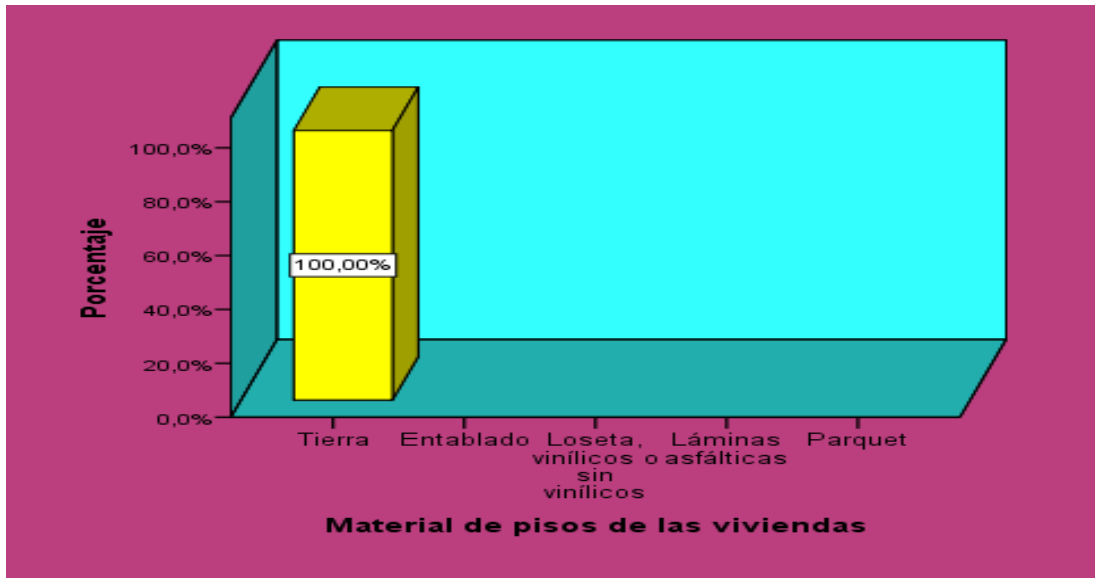 Porcentaje
100,0%
80,0%
60,0%
40,0%
20,0%
0,0%
100,00%
Tierra
Entablado
Loseta,
vinílicos o
sin
vinílicos
Láminas
asfálticas
Parquet
Material de pisos de las viviendas